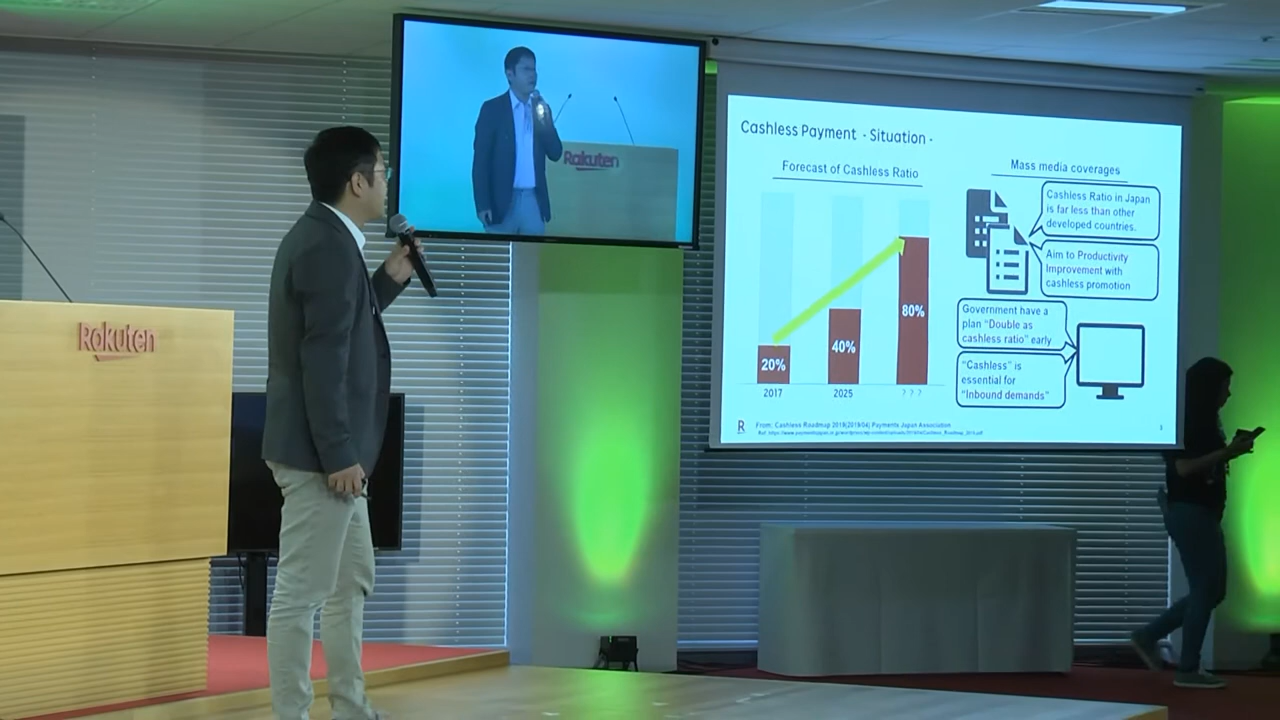 Rakuten
Rakuten
Cashless Payment - Situation -
Forecast of Cashless Ratio
20%
40%
80%
2017
2025
? ? ?
Mass media coverages
Cashless Ratio in Japan
is far less than other
developed countries.
Aim to Productivity
Improvement with
cashless promotion
Government have a
plan "Double as
cashless ratio" early
"Cashless" is
essential for
"Inbound demands"
R
From; Cashless Roadmap 2019(2019/04) Payments Japan Association